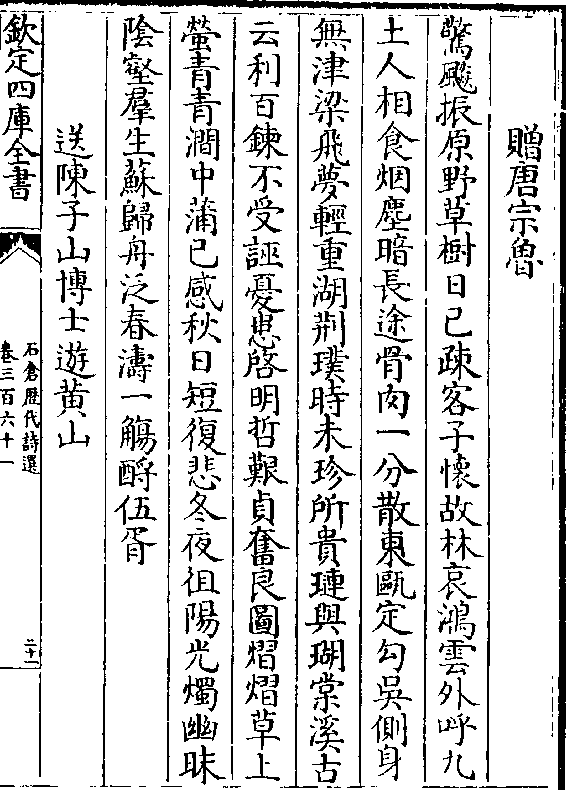 贈唐宗魯
驚飈振原野草樹日已疎客子懷故林哀鴻雲外呼九
土人相食烟塵暗長途骨肉一分散東甌定勾吳側身
無津梁飛夢輕重湖荆璞時未珍所貴璉與瑚棠溪古
云利百鍊不受誣憂患啓明哲艱貞奮良圖熠熠草上
螢青青澗中蒲已感秋日短復悲冬夜徂陽光燭幽昧
陰壑羣生蘇歸舟泛春濤一觴酹伍胥
送陳子山博士遊黄山
欽定四庫全書
石倉歷代詩選
卷三百六十一
二十一